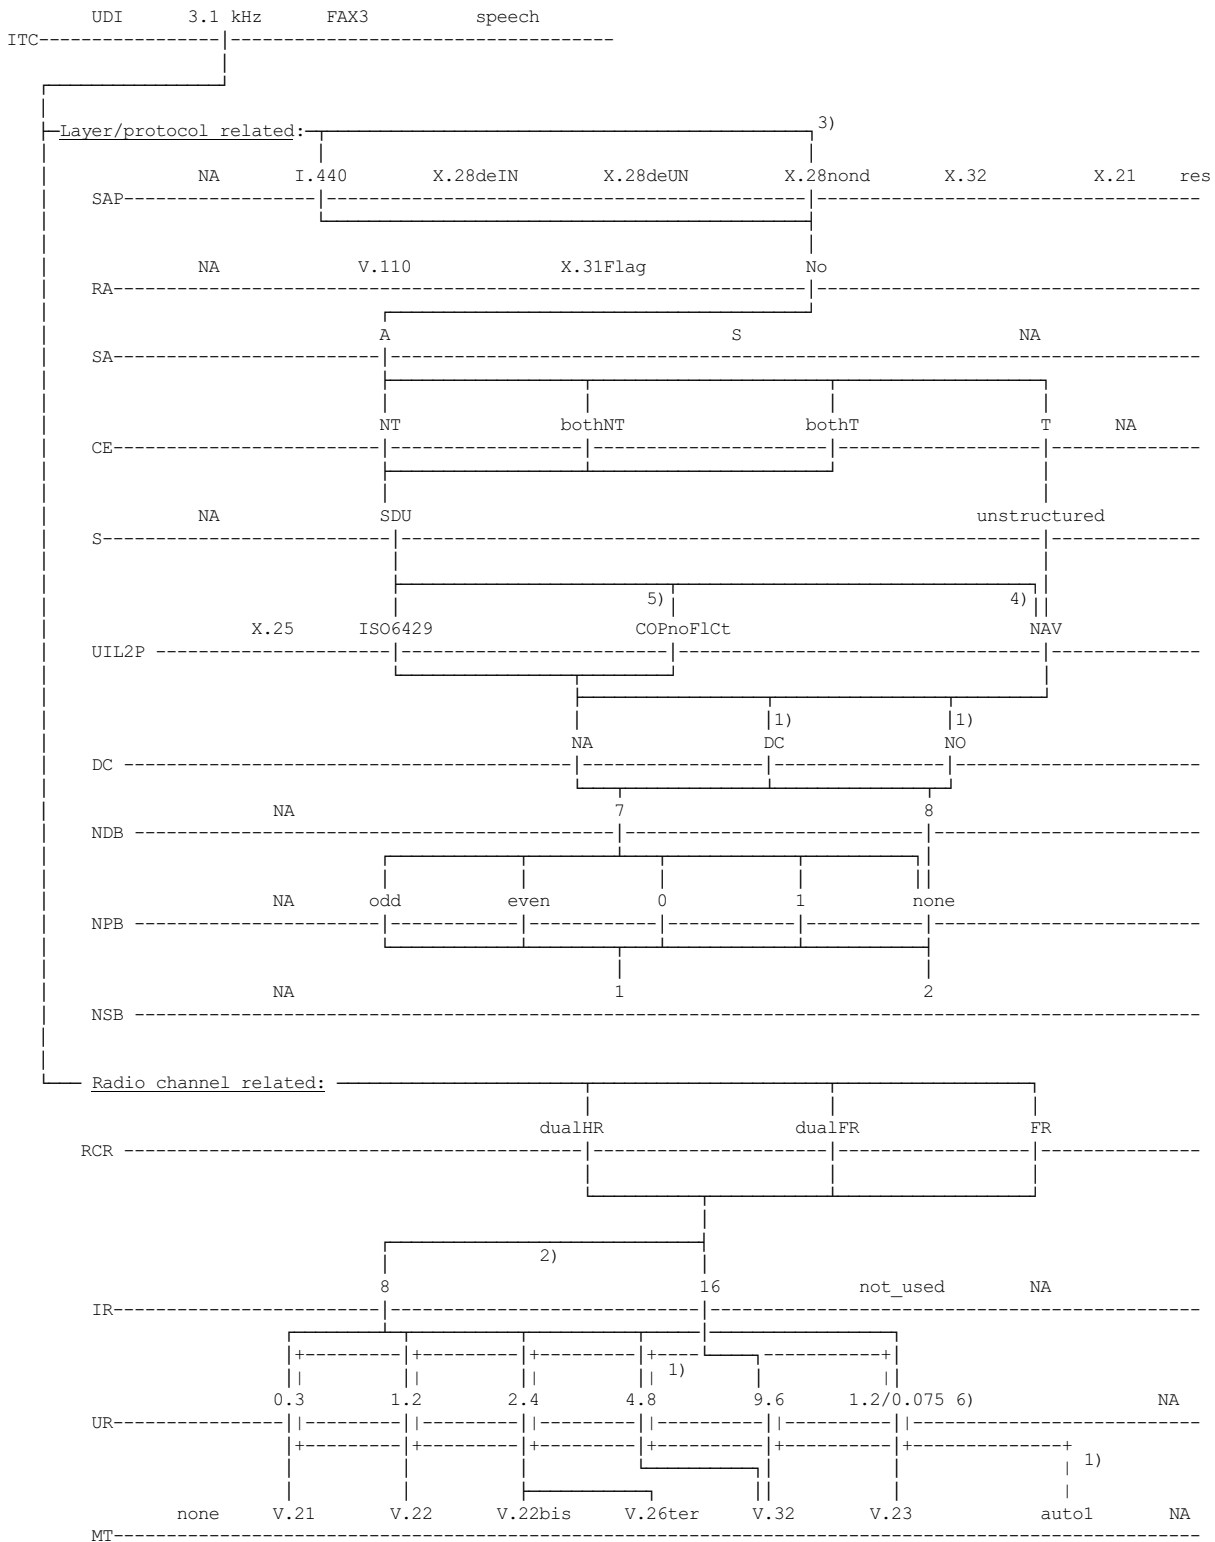 UDI 3.1 kHz FAX3 speech
ITC
Layer/protocol related: 3)
NA I.440 X.28deIN X.28deUN X.28nond X.32 X.21 res
SAP
NA V.110 X.31Flag No
RA
A S NA
SA
NT bothNT bothT T NA
CE
NA SDU unstructured
S
5) 4)
X.25 ISO6429 COPnoFlCt NAV
UIL2P
1) 1)
NA DC NO
DC
NA 7 8
NDB
NA odd even 0 1 none
NPB
NA 1 2
NSB
Radio channel related:
dualHR dualFR FR
RCR
2)
8 16 not_used NA
IR
1)
0.3 1.2 2.4 4.8 9.6 1.2/0.075 6) NA
UR
1)
none V.21 V.22 V.22bis V.26ter V.32 V.23 auto1 NA
MT